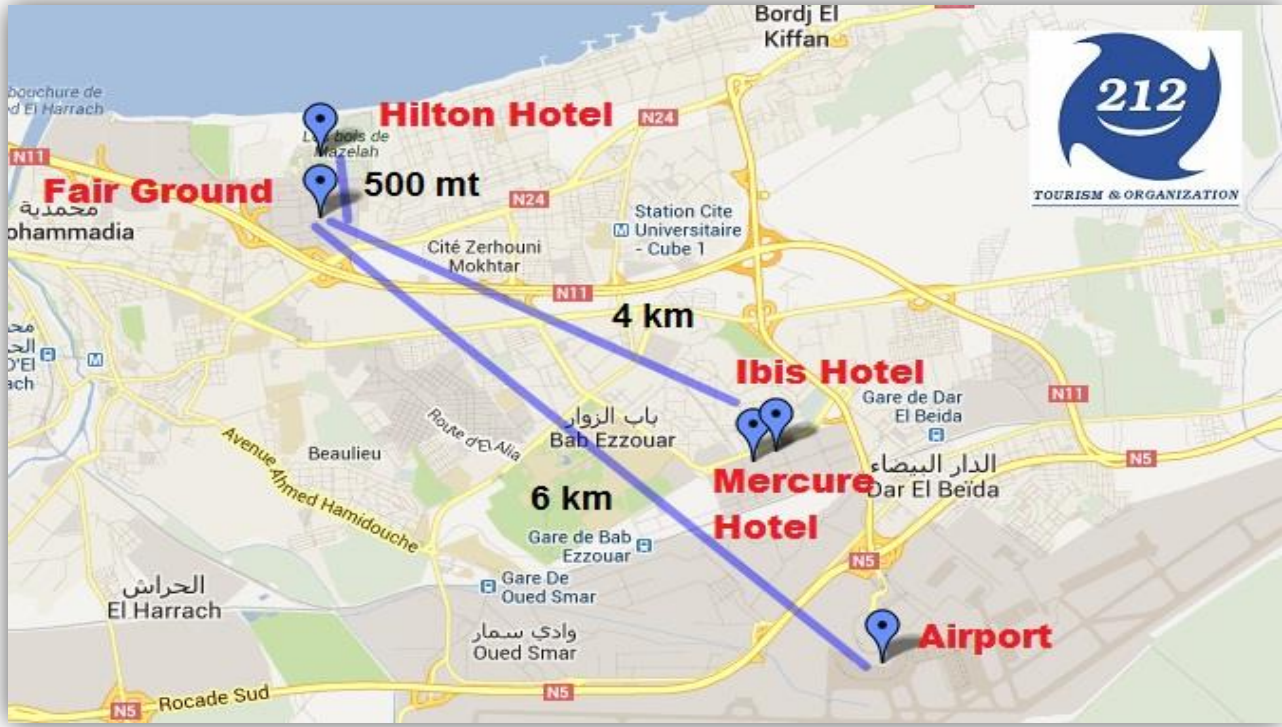 Bordj El
Kiffan
212
TOURISM & ORGANIZATION
bouchure de
d El Harrach
Hilton Hotel
N24
Les bois de
Mazelah
N11
Fair Ground
500 mt
N24
محمدية
ohammadia
Station Cite
Universitaire
- Cube 1
M
Cité Zerhouni
Mokhtar
N11
4 km
M
Ibis Hotel
N11
Gare de Dar
El Beida
باب الزوار
Bab Ezzouar
Route d'El Alia
Avenue Ahmed Hamidouche
Beaulieu
N5
الدار البيضاء
Dar El Beïda
Mercure
Hotel
6 km
Gare de Bab
Ezzouar
N5
الحراش
El Harrach
Gare De
Oued Smar
وادي سمار
Oued Smar
Airport
Rocade Sud
N5
N5